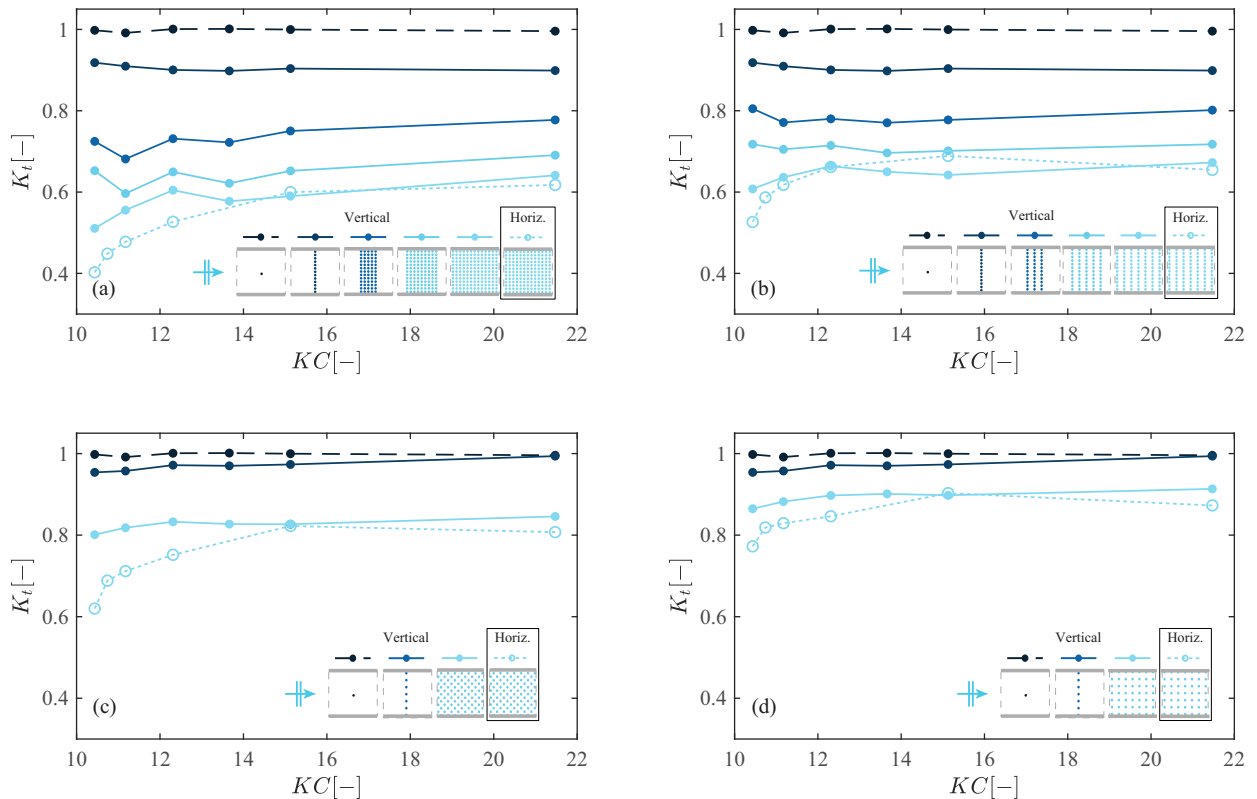 1
0.8
0.6
0.4
K_t[−]
Vertical
Horiz.
(a)
10 12 14 16 18 20 22
KC[−]
1
0.8
0.6
0.4
K_t[−]
Vertical
Horiz.
(b)
10 12 14 16 18 20 22
KC[−]
1
0.8
0.6
0.4
K_t[−]
Vertical
Horiz.
(c)
10 12 14 16 18 20 22
KC[−]
1
0.8
0.6
0.4
K_t[−]
Vertical
Horiz.
(d)
10 12 14 16 18 20 22
KC[−]